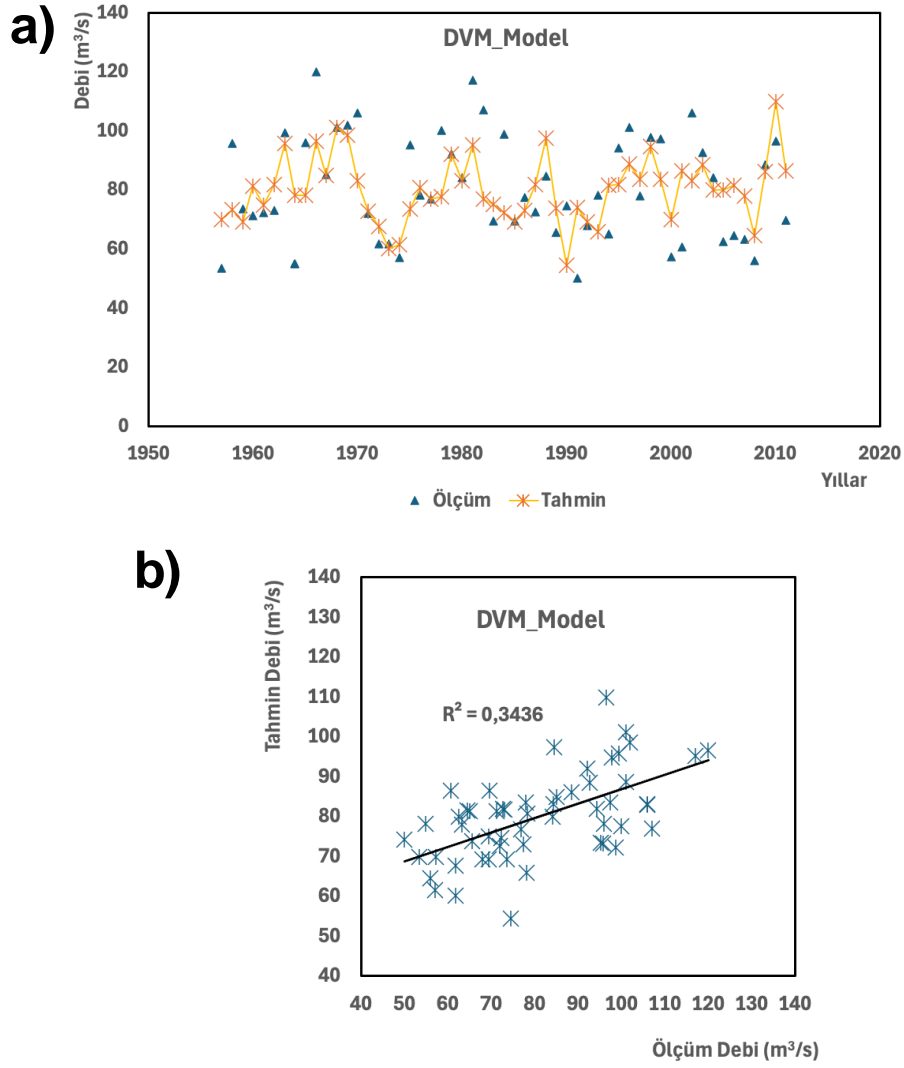 a)
DVM_Model
Debi (m³/s)
140
120
100
80
60
40
20
0
1950 1960 1970 1980 1990 2000 2010 2020
Yıllar
Ölçüm Tahmin
b)
DVM_Model
Tahmin Debi (m³/s)
R² = 0,3436
140
130
120
110
100
90
80
70
60
50
40
40 50 60 70 80 90 100 110 120 130 140
Ölçüm Debi (m³/s)